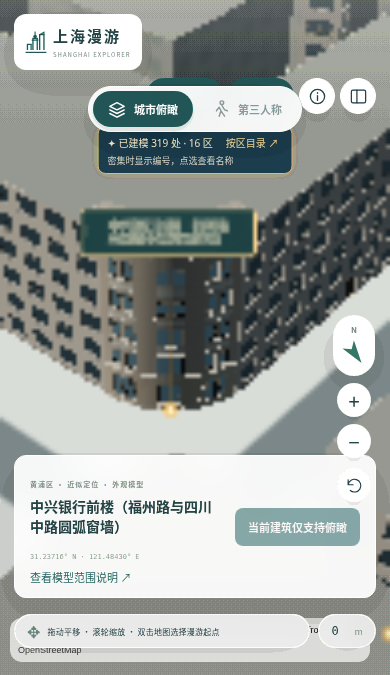 上海漫游
SHANGHAI EXPLORER
城市俯瞰
第三人称
✦ 已建模 319 处 · 16 区 按区目录 ↗
密集时显示编号，点选查看名称
N
+
−
黄浦区 · 近似定位 · 外观模型
中兴银行前楼（福州路与四川
中路圆弧窗墙）
当前建筑仅支持俯瞰
31.23716° N · 121.48430° E
查看模型范围说明 ↗
拖动平移 · 滚轮缩放 · 双击地图选择漫游起点
0 m
OpenStreetMap